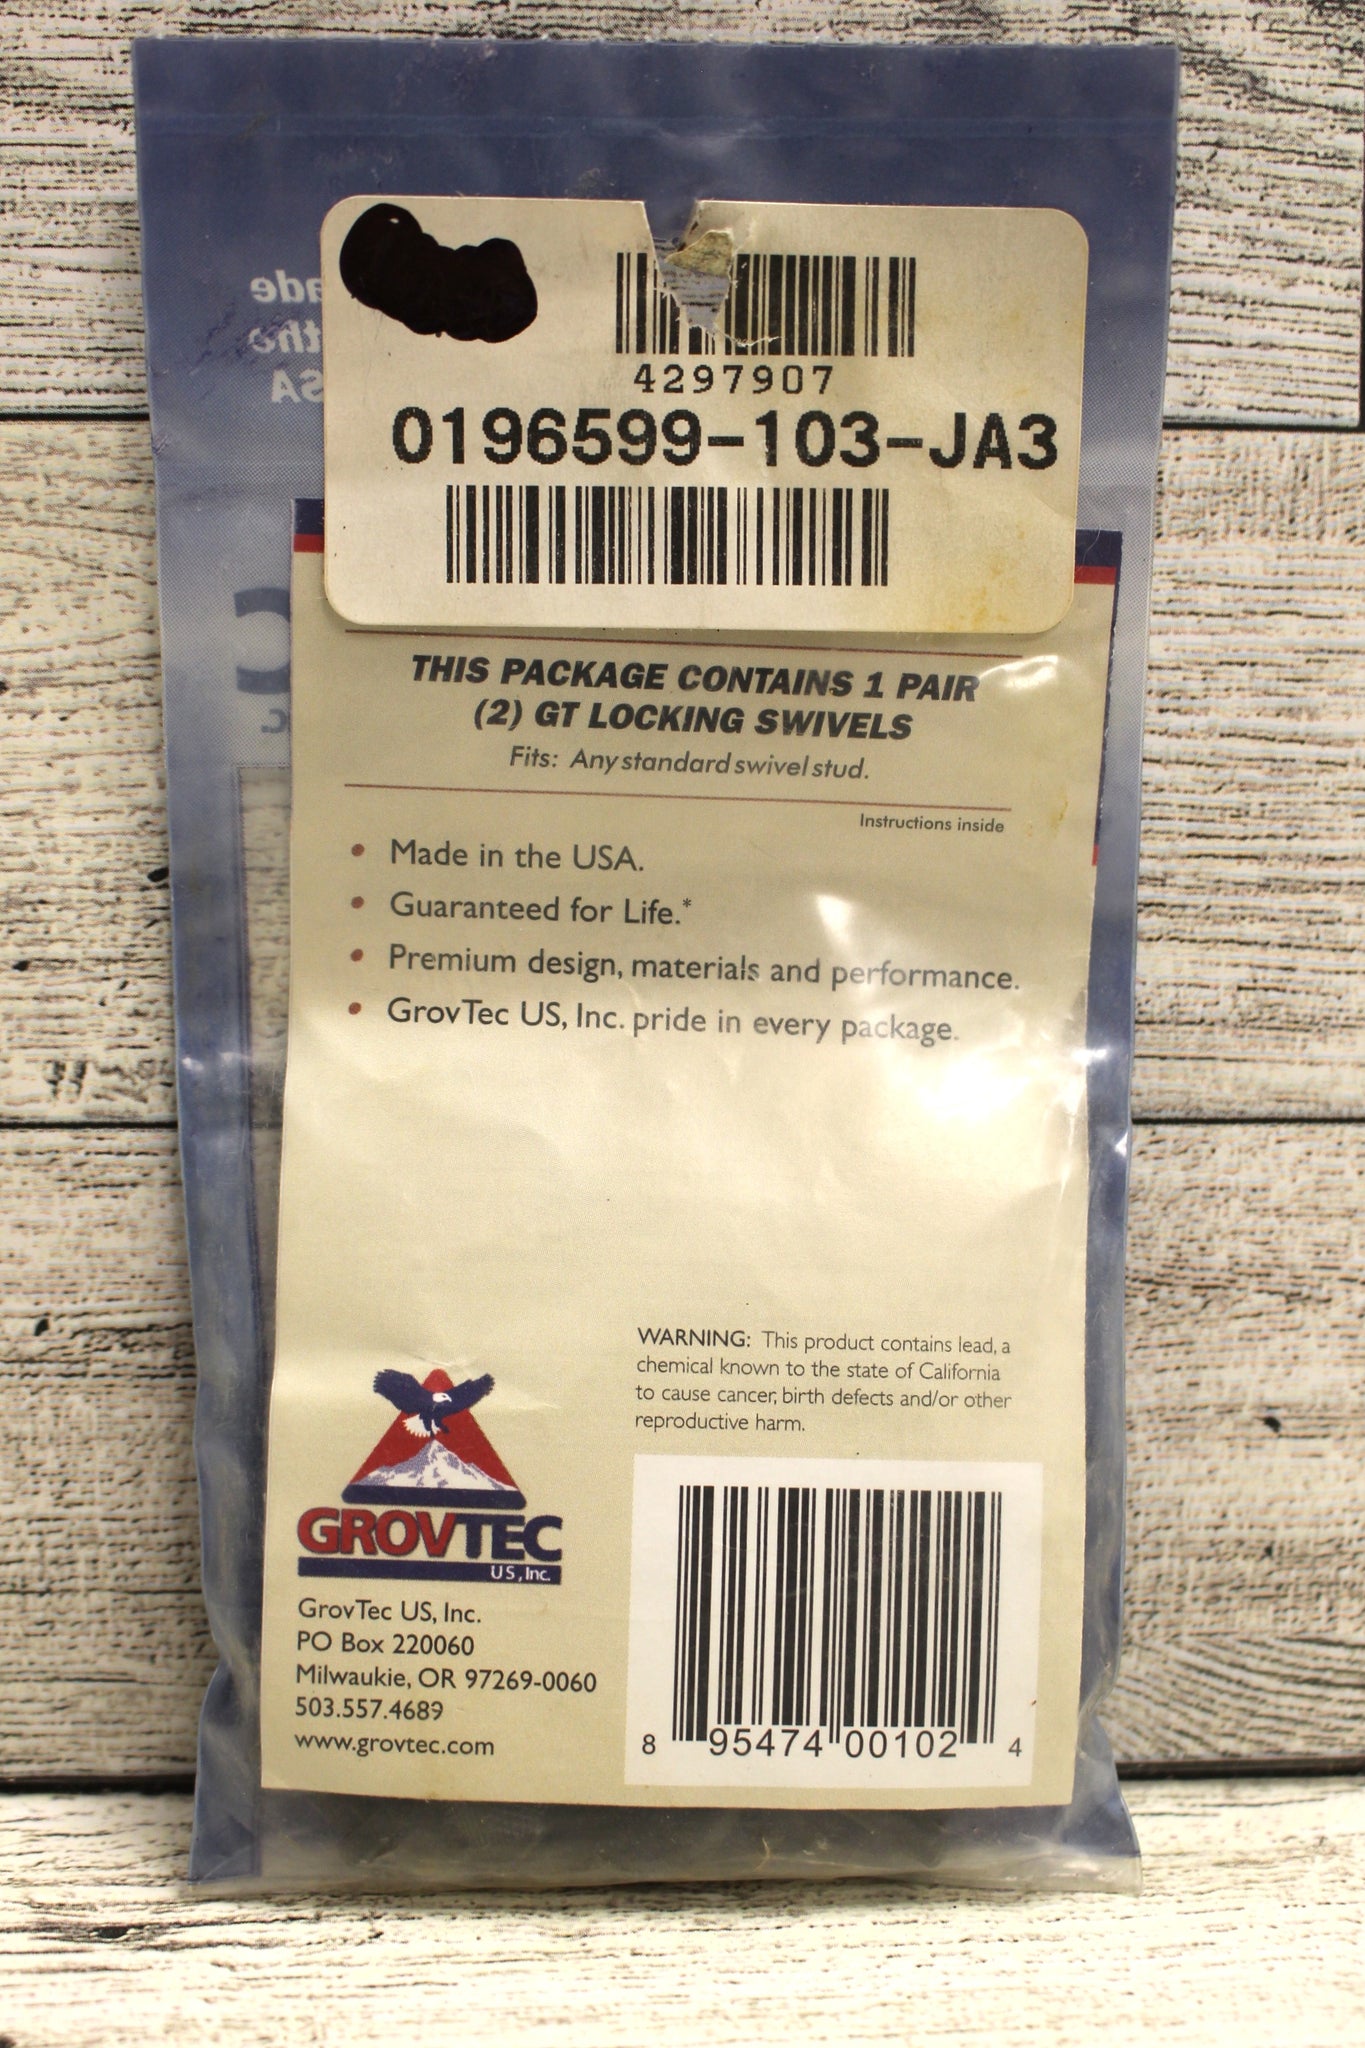 4297907
0196599-103-JA3
THIS PACKAGE CONTAINS 1 PAIR
(2) GT LOCKING SWIVELS
Fits: Any standard swivel stud.
Instructions inside
• Made in the USA.
• Guaranteed for Life.*
• Premium design, materials and performance.
• GrovTec US, Inc. pride in every package.
WARNING: This product contains lead, a
chemical known to the state of California
to cause cancer, birth defects and/or other
reproductive harm.
GROVTEC
US, Inc.
GrovTec US, Inc.
PO Box 220060
Milwaukie, OR 97269-0060
503.557.4689
www.grovtec.com
8 95474 00102 4